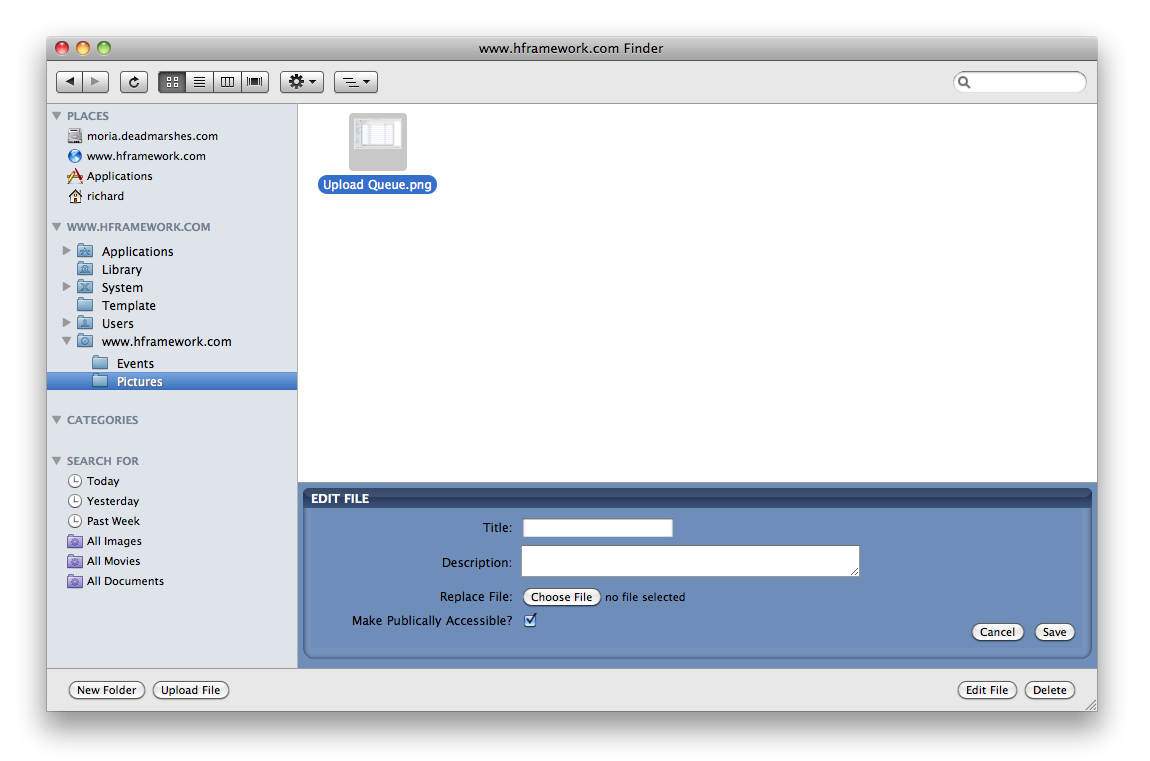 www.hframework.com Finder
PLACES
moria.deadmarshes.com
www.hframework.com
Applications
richard
WWW.HFRAMEWORK.COM
Applications
Library
System
Template
Users
www.hframework.com
Events
Pictures
CATEGORIES
SEARCH FOR
Today
Yesterday
Past Week
All Images
All Movies
All Documents
Upload Queue.png
EDIT FILE
Title:
Description:
Replace File: Choose File no file selected
Make Publically Accessible?
Cancel Save
New Folder Upload File Edit File Delete